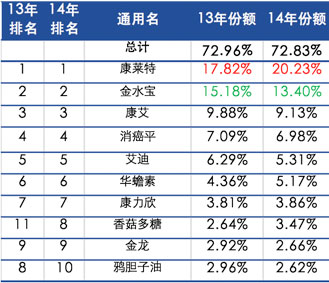 13年排名 14年排名 通用名 13年份额 14年份额
总计 72.96% 72.83%
1 1 康莱特 17.82% 20.23%
2 2 金水宝 15.18% 13.40%
3 3 康艾 9.88% 9.13%
4 4 消癌平 7.09% 6.98%
5 5 艾迪 6.29% 5.31%
6 6 华蟾素 4.36% 5.17%
7 7 康力欣 3.81% 3.86%
11 8 香菇多糖 2.64% 3.47%
9 9 金龙 2.92% 2.66%
8 10 鸦胆子油 2.96% 2.62%